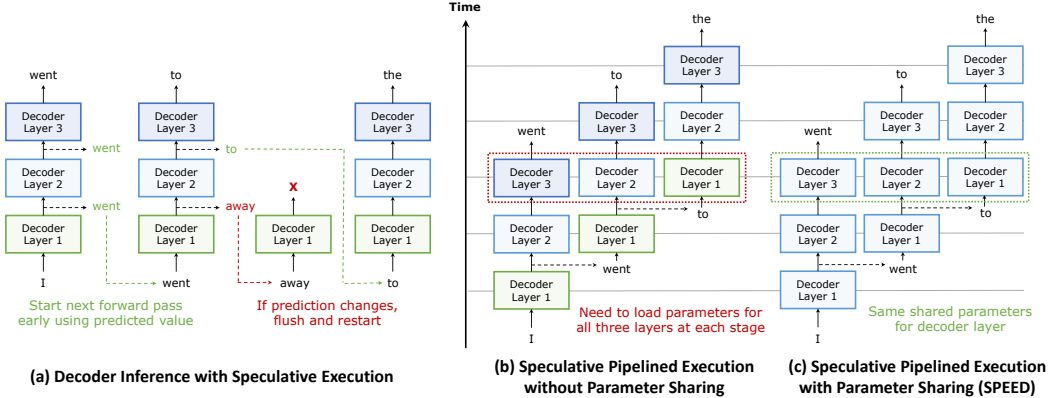 went
to
the
Decoder
Layer 3
Decoder
Layer 3
Decoder
Layer 3
went
to
Decoder
Layer 2
Decoder
Layer 2
x
Decoder
Layer 2
went
away
Decoder
Layer 1
Decoder
Layer 1
Decoder
Layer 1
Decoder
Layer 1
I
went
away
to
Start next forward pass
early using predicted value
If prediction changes,
flush and restart
(a) Decoder Inference with Speculative Execution
Time
the
Decoder
Layer 3
to
Decoder
Layer 3
Decoder
Layer 2
went
Decoder
Layer 3
Decoder
Layer 2
Decoder
Layer 1
to
Decoder
Layer 2
Decoder
Layer 1
went
Decoder
Layer 1
I
Need to load parameters for
all three layers at each stage
(b) Speculative Pipelined Execution
without Parameter Sharing
the
Decoder
Layer 3
to
Decoder
Layer 3
Decoder
Layer 2
went
Decoder
Layer 3
Decoder
Layer 2
Decoder
Layer 1
to
Decoder
Layer 2
Decoder
Layer 1
went
Decoder
Layer 1
I
Same shared parameters
for decoder layer
(c) Speculative Pipelined Execution
with Parameter Sharing (SPEED)